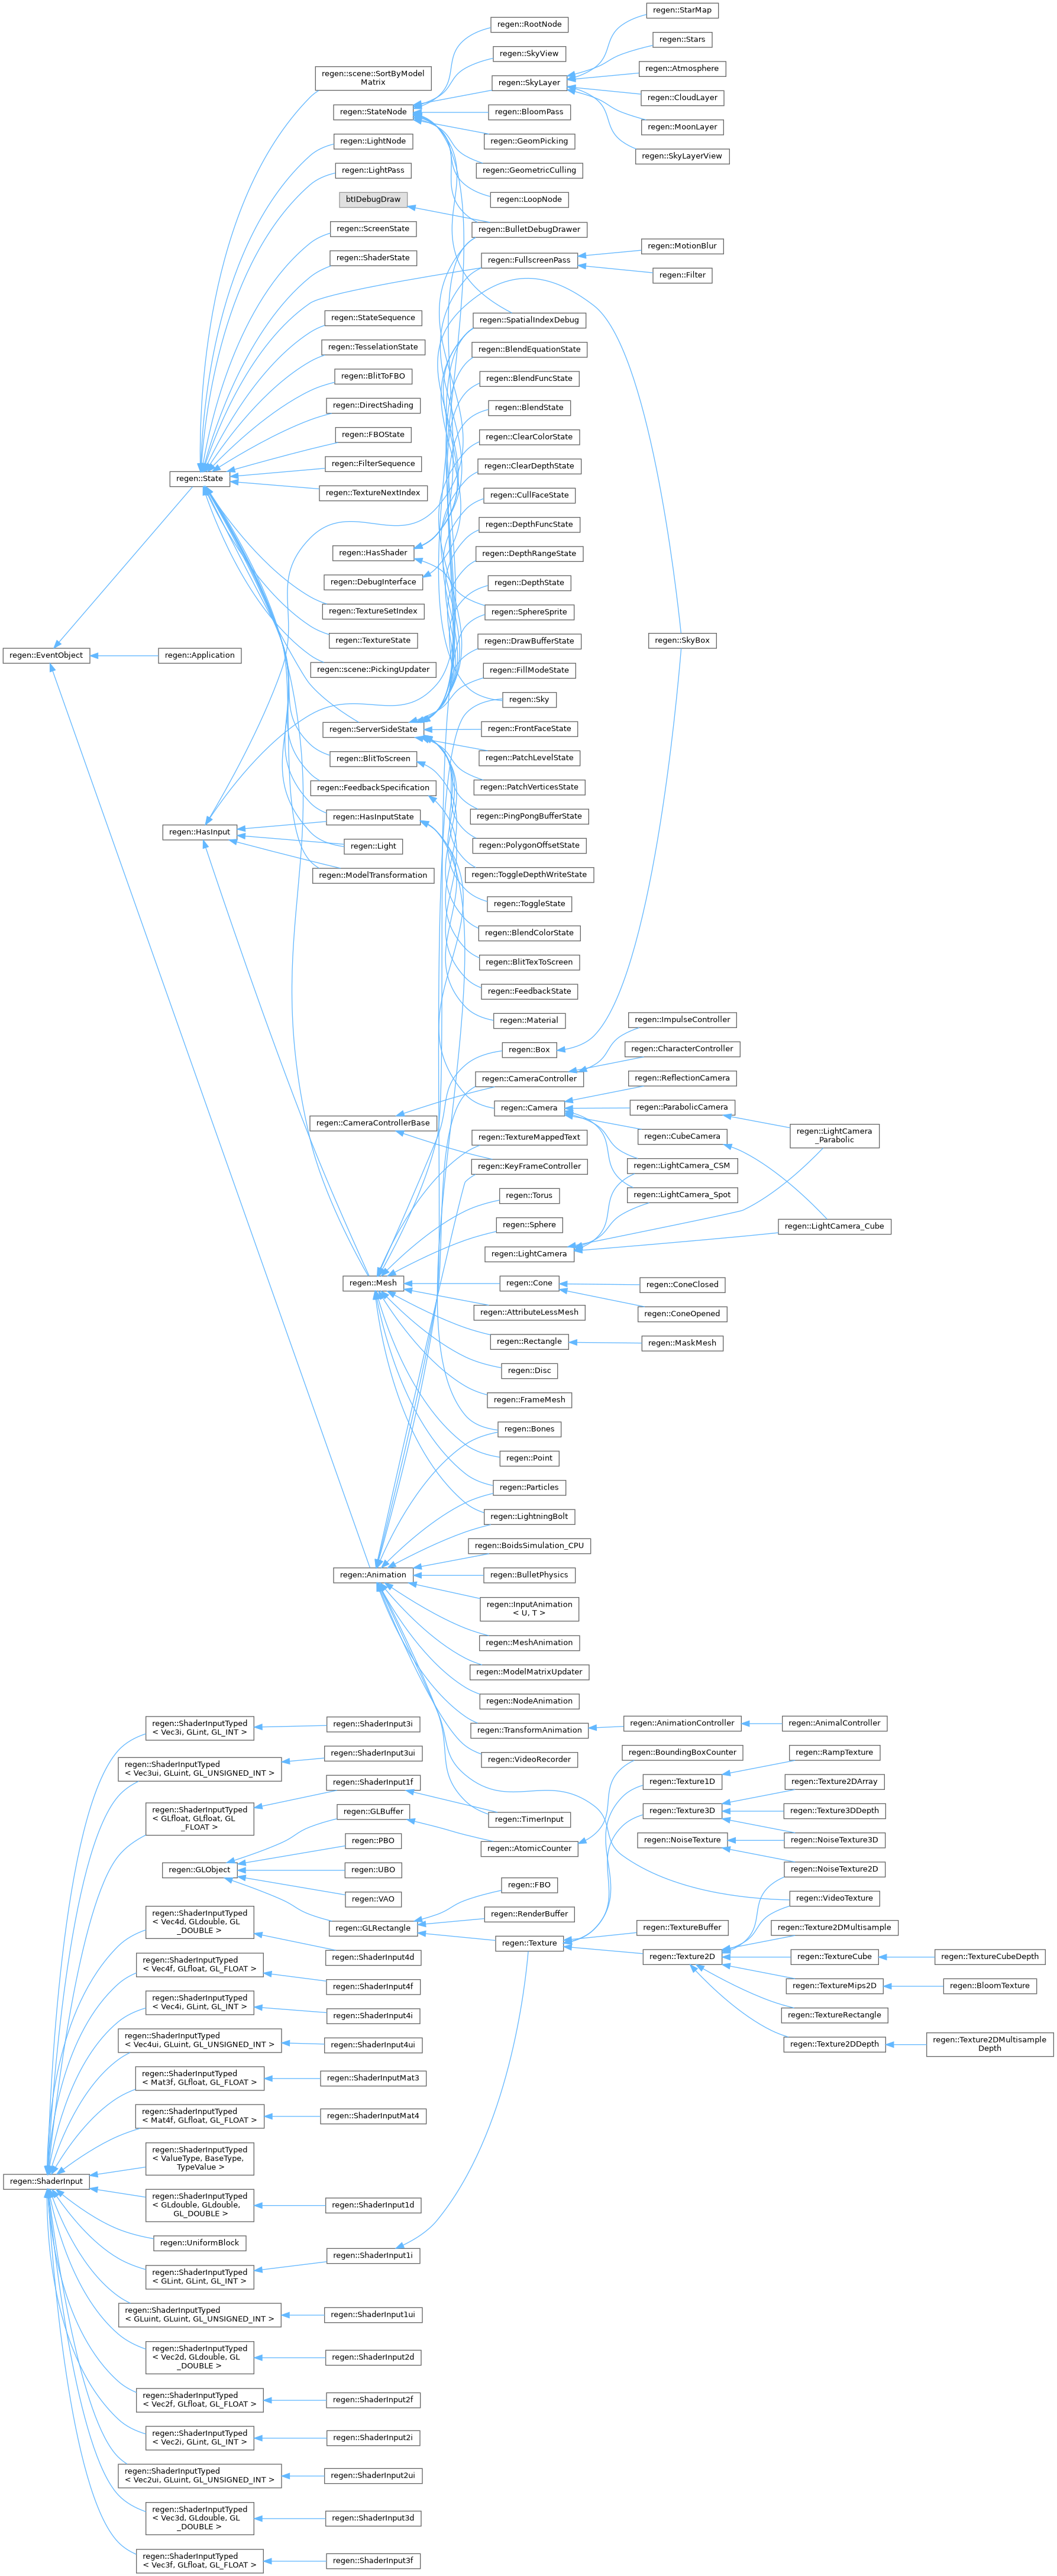 regen::StarMap
regen::RootNode
regen::Stars
regen::SkyView
regen::Atmosphere
regen::scene::SortByModel
Matrix
regen::SkyLayer
regen::CloudLayer
regen::StateNode
regen::BloomPass
regen::MoonLayer
regen::LightNode
regen::GeomPicking
regen::SkyLayerView
regen::LightPass
regen::GeometricCulling
btIDebugDraw
regen::LoopNode
regen::ScreenState
regen::BulletDebugDrawer
regen::MotionBlur
regen::ShaderState
regen::FullscreenPass
regen::Filter
regen::StateSequence
regen::SpatialIndexDebug
regen::TesselationState
regen::BlendEquationState
regen::BlitToFBO
regen::BlendFuncState
regen::DirectShading
regen::BlendState
regen::FBOState
regen::ClearColorState
regen::FilterSequence
regen::ClearDepthState
regen::State
regen::TextureNextIndex
regen::CullFaceState
regen::DepthFuncState
regen::HasShader
regen::DepthRangeState
regen::DebugInterface
regen::DepthState
regen::TextureSetIndex
regen::SphereSprite
regen::TextureState
regen::DrawBufferState
regen::SkyBox
regen::EventObject
regen::Application
regen::scene::PickingUpdater
regen::FillModeState
regen::Sky
regen::ServerSideState
regen::FrontFaceState
regen::BlitToScreen
regen::PatchLevelState
regen::FeedbackSpecification
regen::PatchVerticesState
regen::HasInputState
regen::PingPongBufferState
regen::HasInput
regen::Light
regen::PolygonOffsetState
regen::ModelTransformation
regen::ToggleDepthWriteState
regen::ToggleState
regen::BlendColorState
regen::BlitTexToScreen
regen::FeedbackState
regen::Material
regen::ImpulseController
regen::Box
regen::CharacterController
regen::CameraController
regen::ReflectionCamera
regen::Camera
regen::ParabolicCamera
regen::CameraControllerBase
regen::LightCamera
_Parabolic
regen::TextureMappedText
regen::CubeCamera
regen::KeyFrameController
regen::LightCamera_CSM
regen::Torus
regen::LightCamera_Spot
regen::Sphere
regen::LightCamera_Cube
regen::LightCamera
regen::Mesh
regen::Cone
regen::ConeClosed
regen::AttributeLessMesh
regen::ConeOpened
regen::Rectangle
regen::MaskMesh
regen::Disc
regen::FrameMesh
regen::Bones
regen::Point
regen::Particles
regen::LightningBolt
regen::BoidsSimulation_CPU
regen::Animation
regen::BulletPhysics
regen::InputAnimation
< U, T >
regen::MeshAnimation
regen::ModelMatrixUpdater
regen::NodeAnimation
regen::ShaderInputTyped
< Vec3i, GLint, GL_INT >
regen::ShaderInput3i
regen::TransformAnimation
regen::AnimationController
regen::AnimalController
regen::ShaderInput3ui
regen::VideoRecorder
regen::BoundingBoxCounter
regen::RampTexture
regen::ShaderInputTyped
< Vec3ui, GLuint, GL_UNSIGNED_INT >
regen::ShaderInput1f
regen::Texture1D
regen::Texture2DArray
regen::ShaderInputTyped
< GLfloat, GLfloat, GL
_FLOAT >
regen::GLBuffer
regen::TimerInput
regen::Texture3D
regen::Texture3DDepth
regen::PBO
regen::AtomicCounter
regen::NoiseTexture
regen::NoiseTexture3D
regen::GLObject
regen::UBO
regen::NoiseTexture2D
regen::VAO
regen::FBO
regen::VideoTexture
regen::ShaderInputTyped
< Vec4d, GLdouble, GL
_DOUBLE >
regen::GLRectangle
regen::RenderBuffer
regen::TextureBuffer
regen::Texture2DMultisample
regen::Texture
regen::ShaderInput4d
regen::Texture2D
regen::TextureCube
regen::TextureCubeDepth
regen::ShaderInputTyped
< Vec4f, GLfloat, GL_FLOAT >
regen::ShaderInput4f
regen::TextureMips2D
regen::BloomTexture
regen::ShaderInputTyped
< Vec4i, GLint, GL_INT >
regen::ShaderInput4i
regen::TextureRectangle
regen::ShaderInputTyped
< Vec4ui, GLuint, GL_UNSIGNED_INT >
regen::ShaderInput4ui
regen::Texture2DDepth
regen::Texture2DMultisample
Depth
regen::ShaderInputTyped
< Mat3f, GLfloat, GL_FLOAT >
regen::ShaderInputMat3
regen::ShaderInputTyped
< Mat4f, GLfloat, GL_FLOAT >
regen::ShaderInputMat4
regen::ShaderInputTyped
< ValueType, BaseType,
TypeValue >
regen::ShaderInput
regen::ShaderInputTyped
< GLdouble, GLdouble,
GL_DOUBLE >
regen::ShaderInput1d
regen::UniformBlock
regen::ShaderInputTyped
< GLint, GLint, GL_INT >
regen::ShaderInput1i
regen::ShaderInputTyped
< GLuint, GLuint, GL_UNSIGNED_INT >
regen::ShaderInput1ui
regen::ShaderInputTyped
< Vec2d, GLdouble, GL
_DOUBLE >
regen::ShaderInput2d
regen::ShaderInputTyped
< Vec2f, GLfloat, GL_FLOAT >
regen::ShaderInput2f
regen::ShaderInputTyped
< Vec2i, GLint, GL_INT >
regen::ShaderInput2i
regen::ShaderInputTyped
< Vec2ui, GLuint, GL_UNSIGNED_INT >
regen::ShaderInput2ui
regen::ShaderInputTyped
< Vec3d, GLdouble, GL
_DOUBLE >
regen::ShaderInput3d
regen::ShaderInputTyped
< Vec3f, GLfloat, GL_FLOAT >
regen::ShaderInput3f